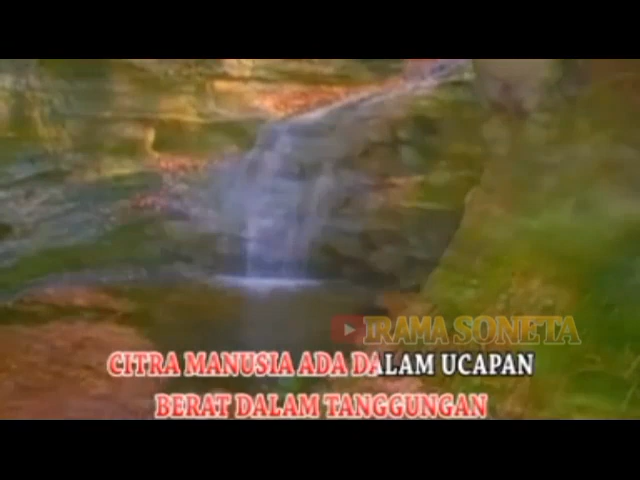 IRAMA SONETA
CITRA MANUSIA ADA DALAM UCAPAN
BERAT DALAM TANGGUNGAN